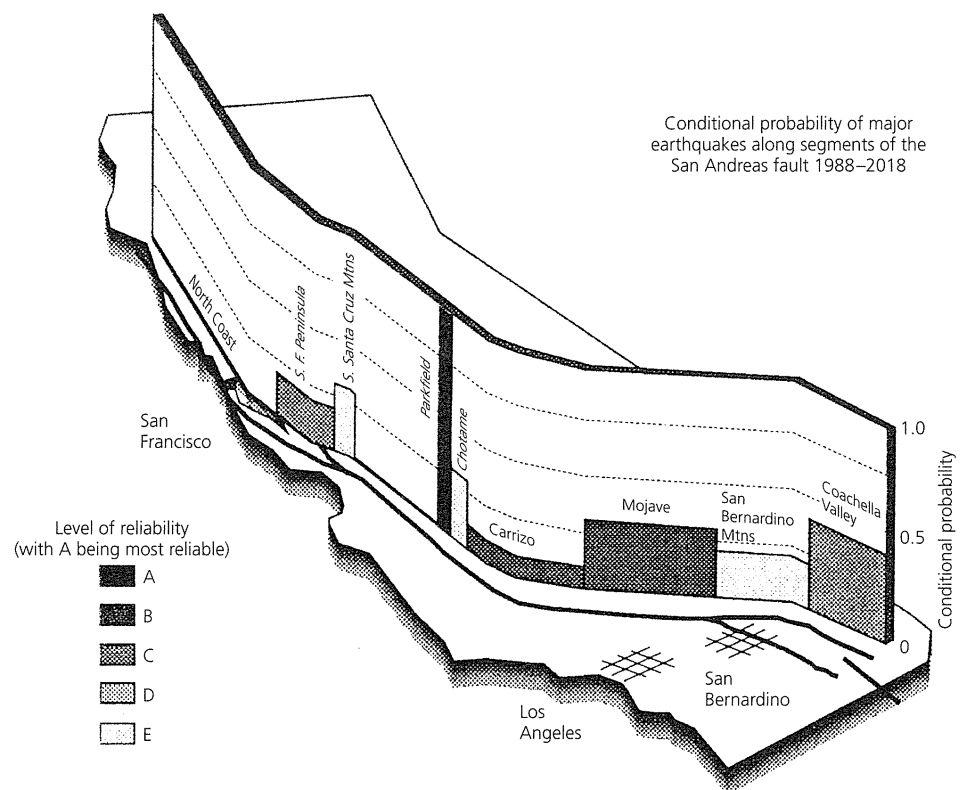 Conditional probability of major
earthquakes along segments of the
San Andreas fault 1988–2018
North Coast
S. F. Peninsula
S. Santa Cruz Mtns
Parkfield
Chotame
Carrizo
Mojave
San
Bernardino
Mtns
Coachella
Valley
1.0
0.5
0
Conditional probability
San
Francisco
Los
Angeles
San
Bernardino
Level of reliability
(with A being most reliable)
A
B
C
D
E